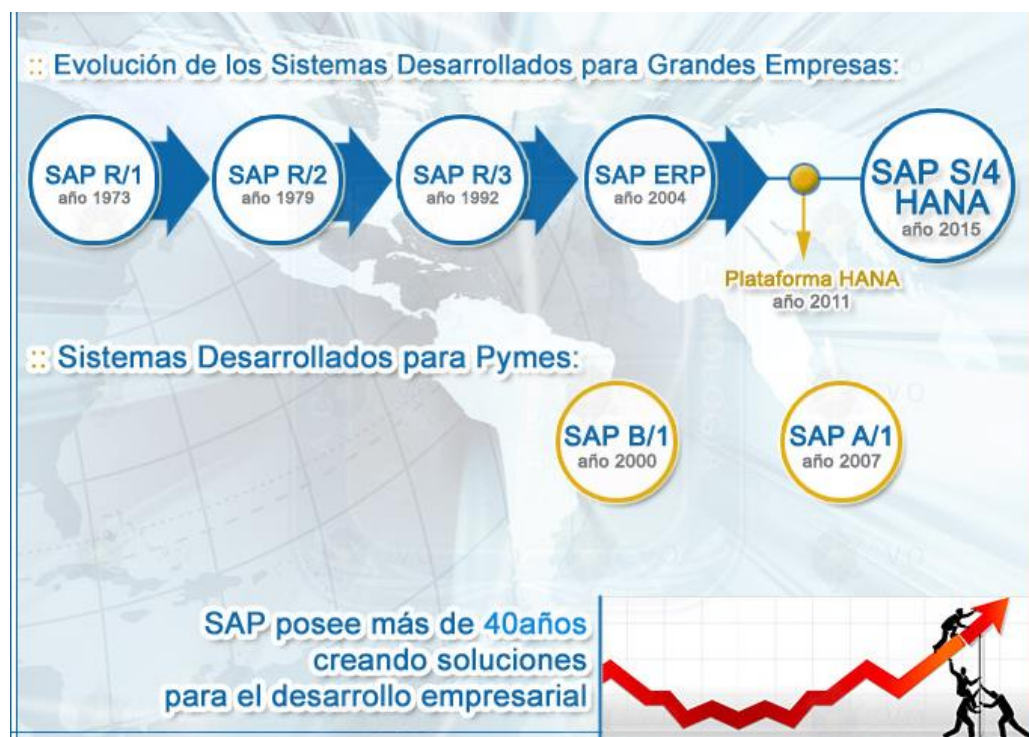 :: Evolución de los Sistemas Desarrollados para Grandes Empresas:
SAP R/1
año 1973
SAP R/2
año 1979
SAP R/3
año 1992
SAP ERP
año 2004
SAP S/4
HANA
año 2015
Plataforma HANA
año 2011
:: Sistemas Desarrollados para Pymes:
SAP B/1
año 2000
SAP A/1
año 2007
SAP posee más de 40años
creando soluciones
para el desarrollo empresarial